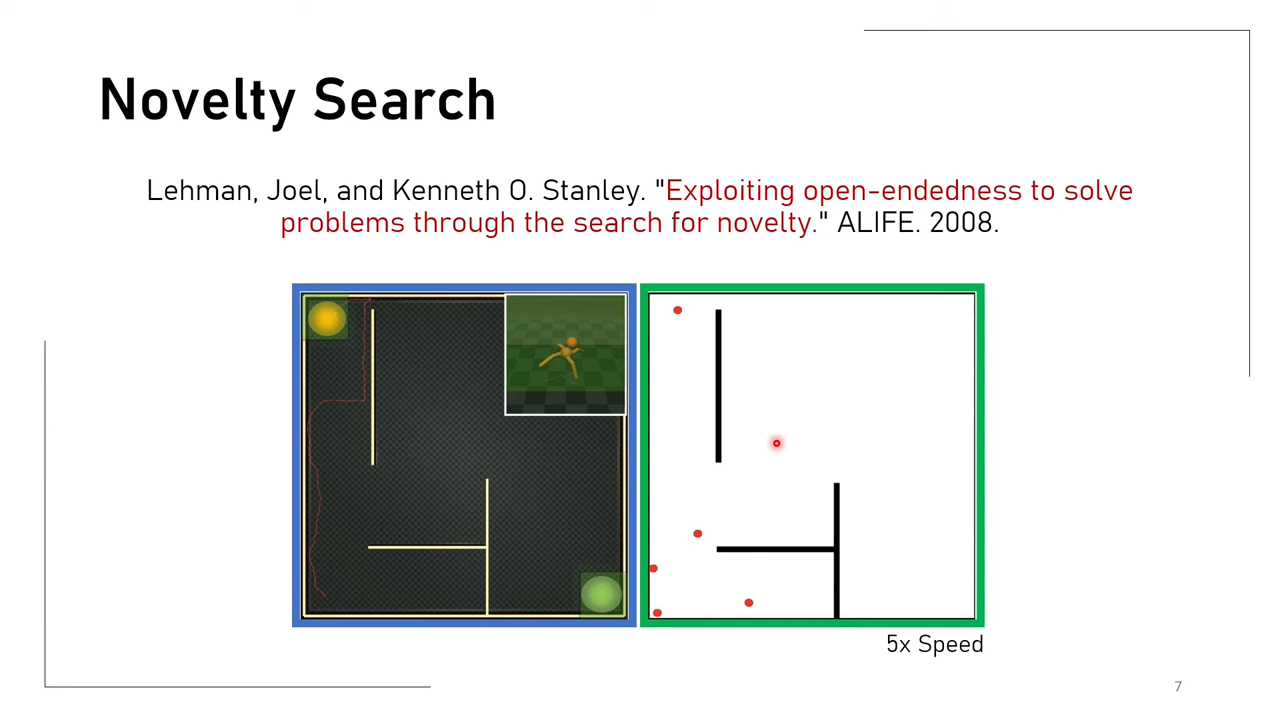 Novelty Search
Lehman, Joel, and Kenneth O. Stanley. "Exploiting open-endedness to solve
problems through the search for novelty." ALIFE. 2008.
5x Speed
7